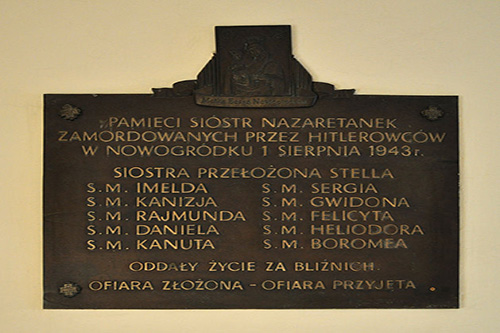 PAMIĘCI SIÓSTR NAZARETANEK
ZAMORDOWANYCH PRZEZ HITLEROWCÓW
W NOWOGRÓDKU 1 SIERPNIA 1943 r.
SIOSTRA PRZEŁOŻONA STELLA
S.M. IMELDA
S.M. KANIZJA
S.M. RAJMUNDA
S.M. DANIELA
S.M. KANUTA
S.M. SERGIA
S.M. GWIDONA
S.M. FELICYTA
S.M. HELIODORA
S.M. BOROMEA
ODDAŁY ŻYCIE ZA BLIŹNICH.
OFIARA ZŁOŻONA - OFIARA PRZYJĘTA